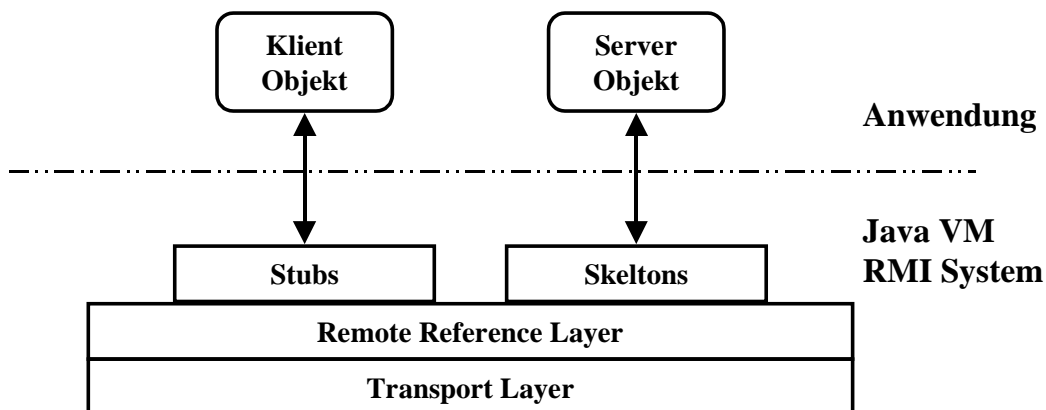 Klient
Objekt
Server
Objekt
Anwendung
Java VM
RMI System
Stubs
Skeltons
Remote Reference Layer
Transport Layer